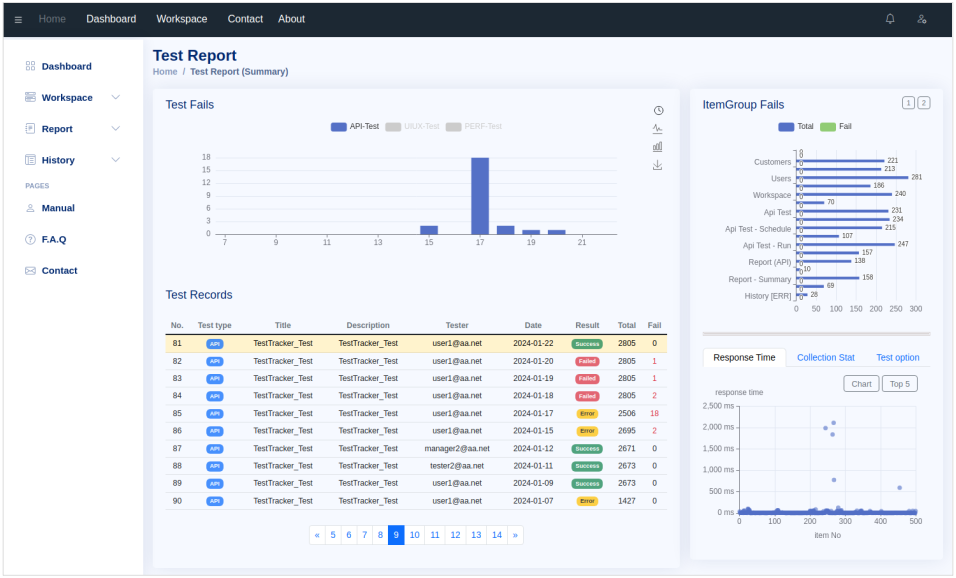 Home Dashboard Workspace Contact About
Dashboard
Workspace
Report
History
PAGES
Manual
F.A.Q
Contact
Test Report
Home / Test Report (Summary)
Test Fails
API-Test UI/UX-Test PERF-Test
18
15
12
9
6
3
0
7 9 11 13 15 17 19 21
Test Records
No. Test type Title Description Tester Date Result Total Fail
81 API TestTracker_Test TestTracker_Test user1@aa.net 2024-01-22 Success 2805 0
82 API TestTracker_Test TestTracker_Test user1@aa.net 2024-01-20 Failed 2805 1
83 API TestTracker_Test TestTracker_Test user1@aa.net 2024-01-19 Failed 2805 1
84 API TestTracker_Test TestTracker_Test user1@aa.net 2024-01-18 Failed 2805 2
85 API TestTracker_Test TestTracker_Test user1@aa.net 2024-01-17 Error 2506 18
86 API TestTracker_Test TestTracker_Test user1@aa.net 2024-01-15 Error 2695 2
87 API TestTracker_Test TestTracker_Test manager2@aa.net 2024-01-12 Success 2671 0
88 API TestTracker_Test TestTracker_Test tester2@aa.net 2024-01-11 Success 2673 0
89 API TestTracker_Test TestTracker_Test user1@aa.net 2024-01-09 Success 2673 0
90 API TestTracker_Test TestTracker_Test user1@aa.net 2024-01-07 Error 1427 0
« 5 6 7 8 9 10 11 12 13 14 »
ItemGroup Fails 1 2
Total Fail
Customers 0 221
0 213
Users 0 281
0 186
Workspace 0 240
0 70
Api Test 0 231
0 234
Api Test - Schedule 0 215
0 107
Api Test - Run 0 247
0 157
Report (API) 0 138
0 10
Report - Summary 0 158
0 69
History [ERR] 0 28
0 50 100 150 200 250 300
Response Time Collection Stat Test option
Chart Top 5
response time
2,500 ms
2,000 ms
1,500 ms
1,000 ms
500 ms
0 ms
0 100 200 300 400 500
item No